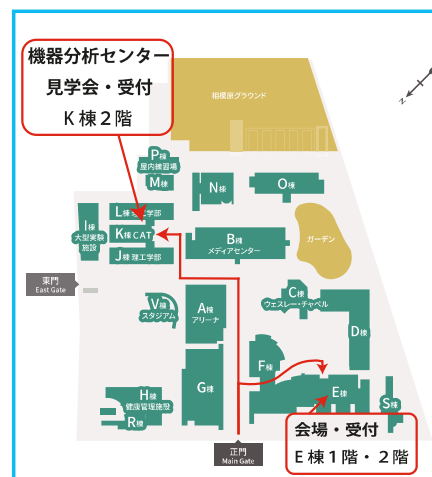 機器分析センター
見学会・受付
K 棟２階
相模原グラウンド
N
P棟
屋内練習場
M棟
N棟
O棟
L棟 理工学部
K棟 CAT
J棟 理工学部
I棟
大型実験
施設
B棟
メディアセンター
ガーデン
東門
East Gate
V棟
スタジアム
A棟
アリーナ
C棟
ウェスレー・チャペル
D棟
F棟
G棟
H棟
健康管理施設
R棟
E棟
S棟
正門
Main Gate
会場・受付
E 棟１階・２階